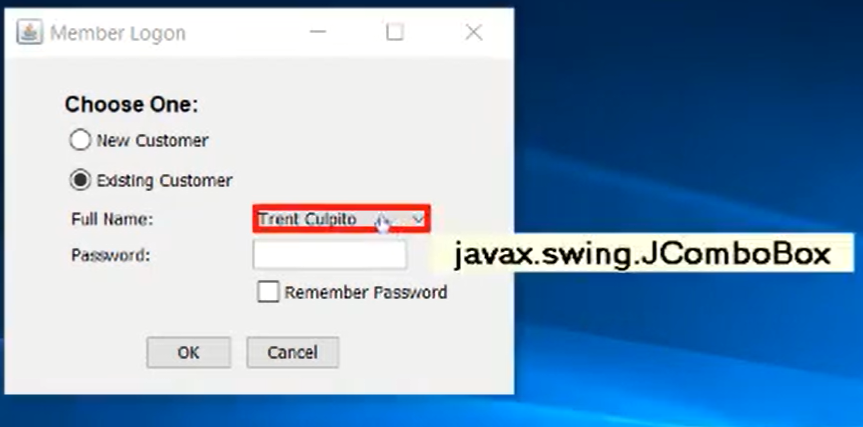 Member Logon
Choose One:
New Customer
Existing Customer
Full Name: Trent Culpito
javax.swing.JComboBox
Password:
Remember Password
OK Cancel